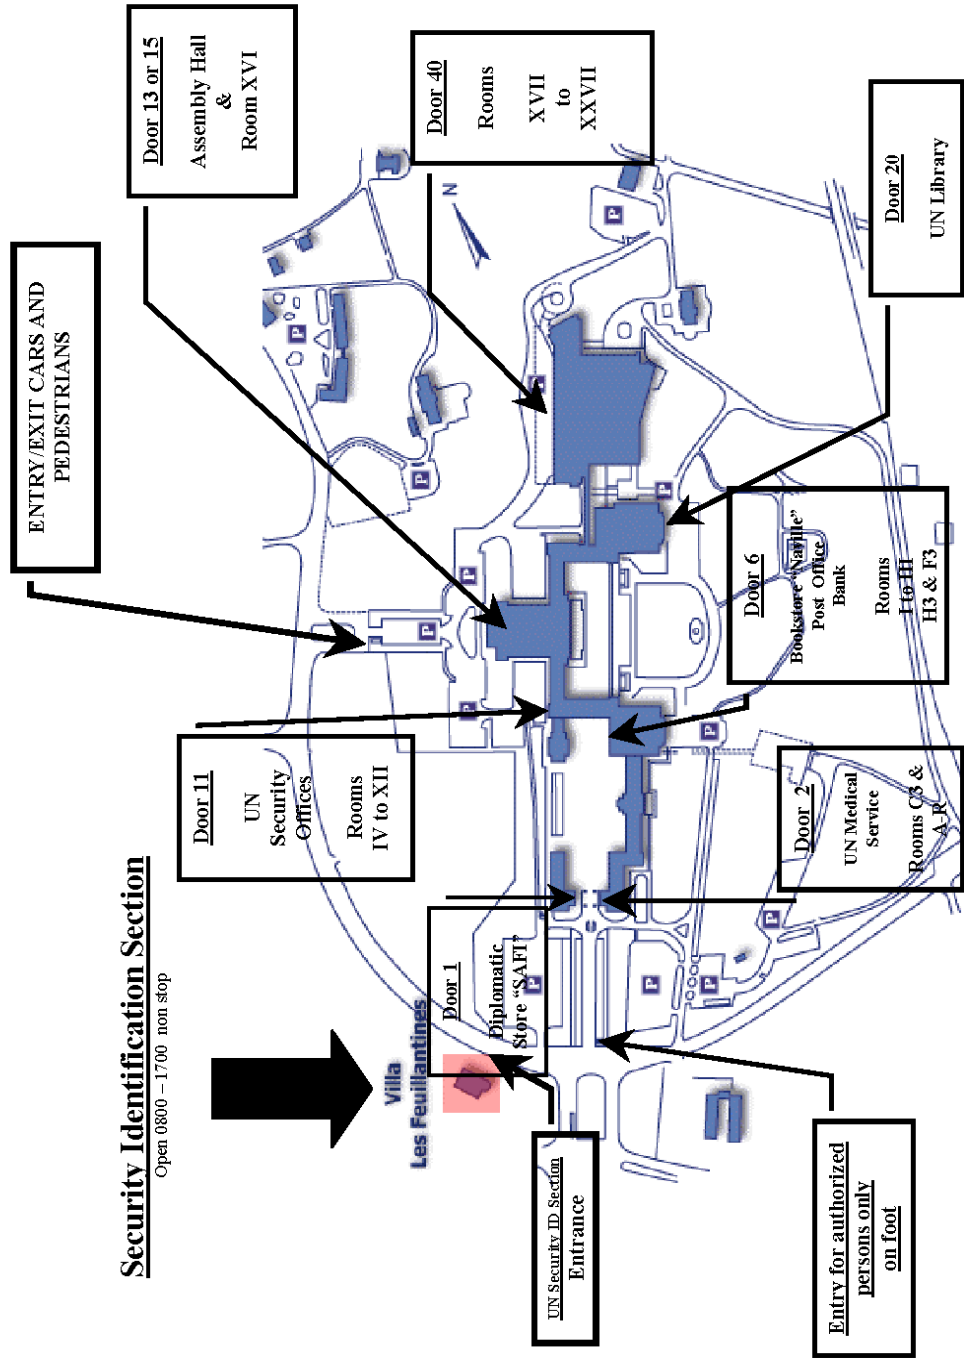 Security Identification Section
Open 0800 – 1700 non stop
ENTRY/EXIT CARS AND
PEDESTRIANS
Door 13 or 15
Assembly Hall
&
Room XVI
Door 40
Rooms
XVII
to
XXVII
Door 20
UN Library
N
Door 11
UN
Security
Offices
Rooms
IV to XII
Door 6
Bookstore “Naville”
Post Office
Bank
Rooms
I to III
H3 & F3
Door 2
UN Medical
Service
Rooms C3 &
A-R
Door 1
Diplomatic
Store “SAFI”
Villa
Les Feuillantines
UN Security ID Section
Entrance
Entry for authorized
persons only
on foot
P
P
P
P
P
P
P
P
P
P
P
P
P